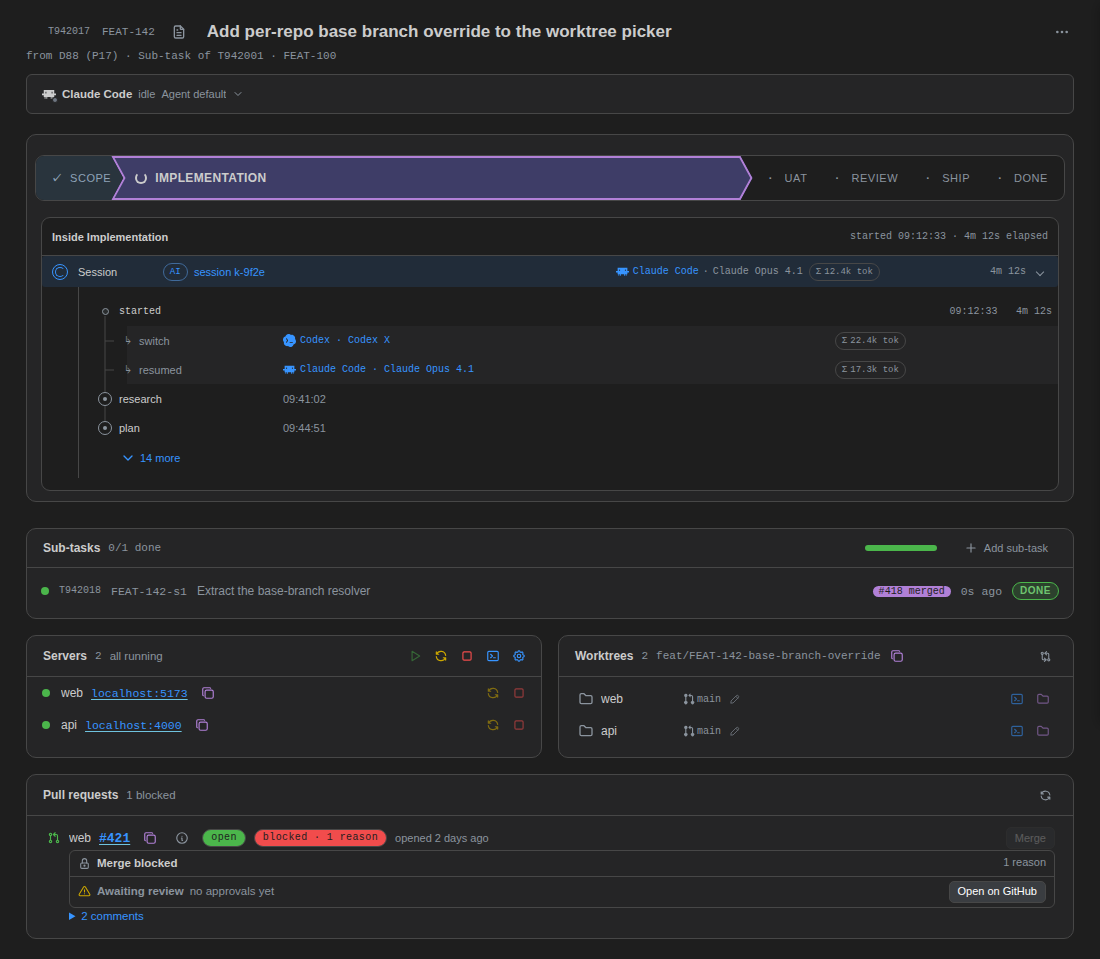 T942017 FEAT-142 Add per-repo base branch override to the worktree picker
from D88 (P17) · Sub-task of T942001 · FEAT-100
Claude Code idle Agent default
SCOPE IMPLEMENTATION · UAT · REVIEW · SHIP · DONE
Inside Implementation started 09:12:33 · 4m 12s elapsed
Session AI session k-9f2e Claude Code · Claude Opus 4.1 Σ 12.4k tok 4m 12s
started 09:12:33 4m 12s
↳ switch Codex · Codex X Σ 22.4k tok
↳ resumed Claude Code · Claude Opus 4.1 Σ 17.3k tok
research 09:41:02
plan 09:44:51
14 more
Sub-tasks 0/1 done Add sub-task
T942018 FEAT-142-s1 Extract the base-branch resolver #418 merged 0s ago DONE
Servers 2 all running
web localhost:5173
api localhost:4000
Worktrees 2 feat/FEAT-142-base-branch-override
web main
api main
Pull requests 1 blocked
web #421 open blocked · 1 reason opened 2 days ago Merge
Merge blocked 1 reason
Awaiting review no approvals yet Open on GitHub
2 comments